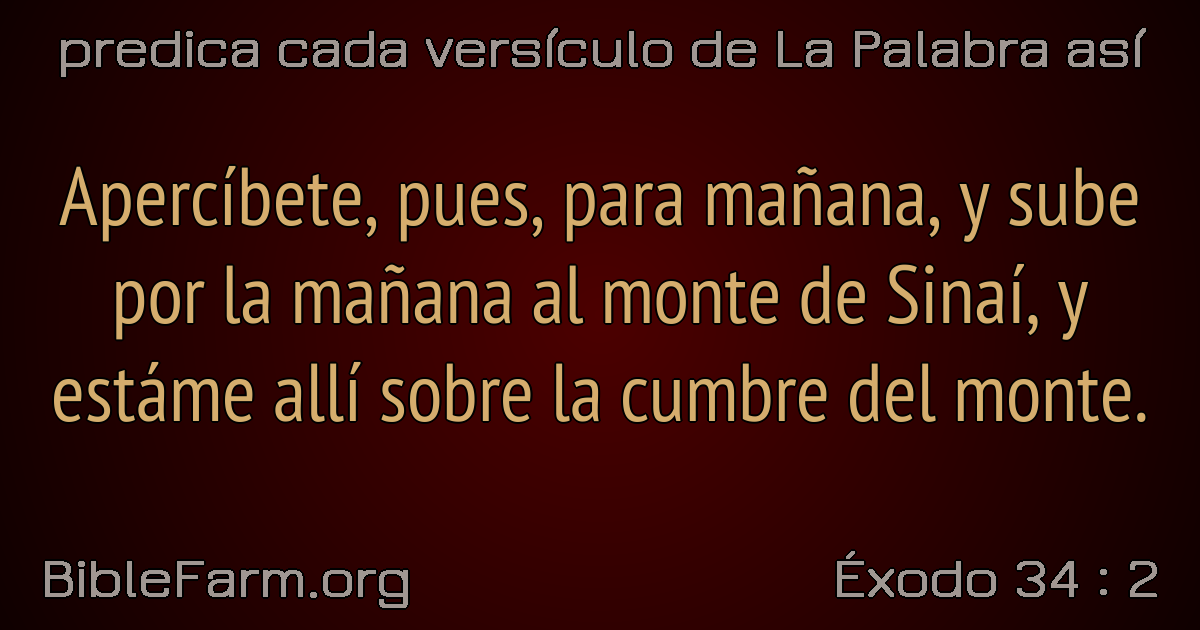 predica cada versículo de La Palabra así
Apercíbete, pues, para mañana, y sube
por la mañana al monte de Sinaí, y
estáme allí sobre la cumbre del monte.
BibleFarm.org
Éxodo 34 : 2